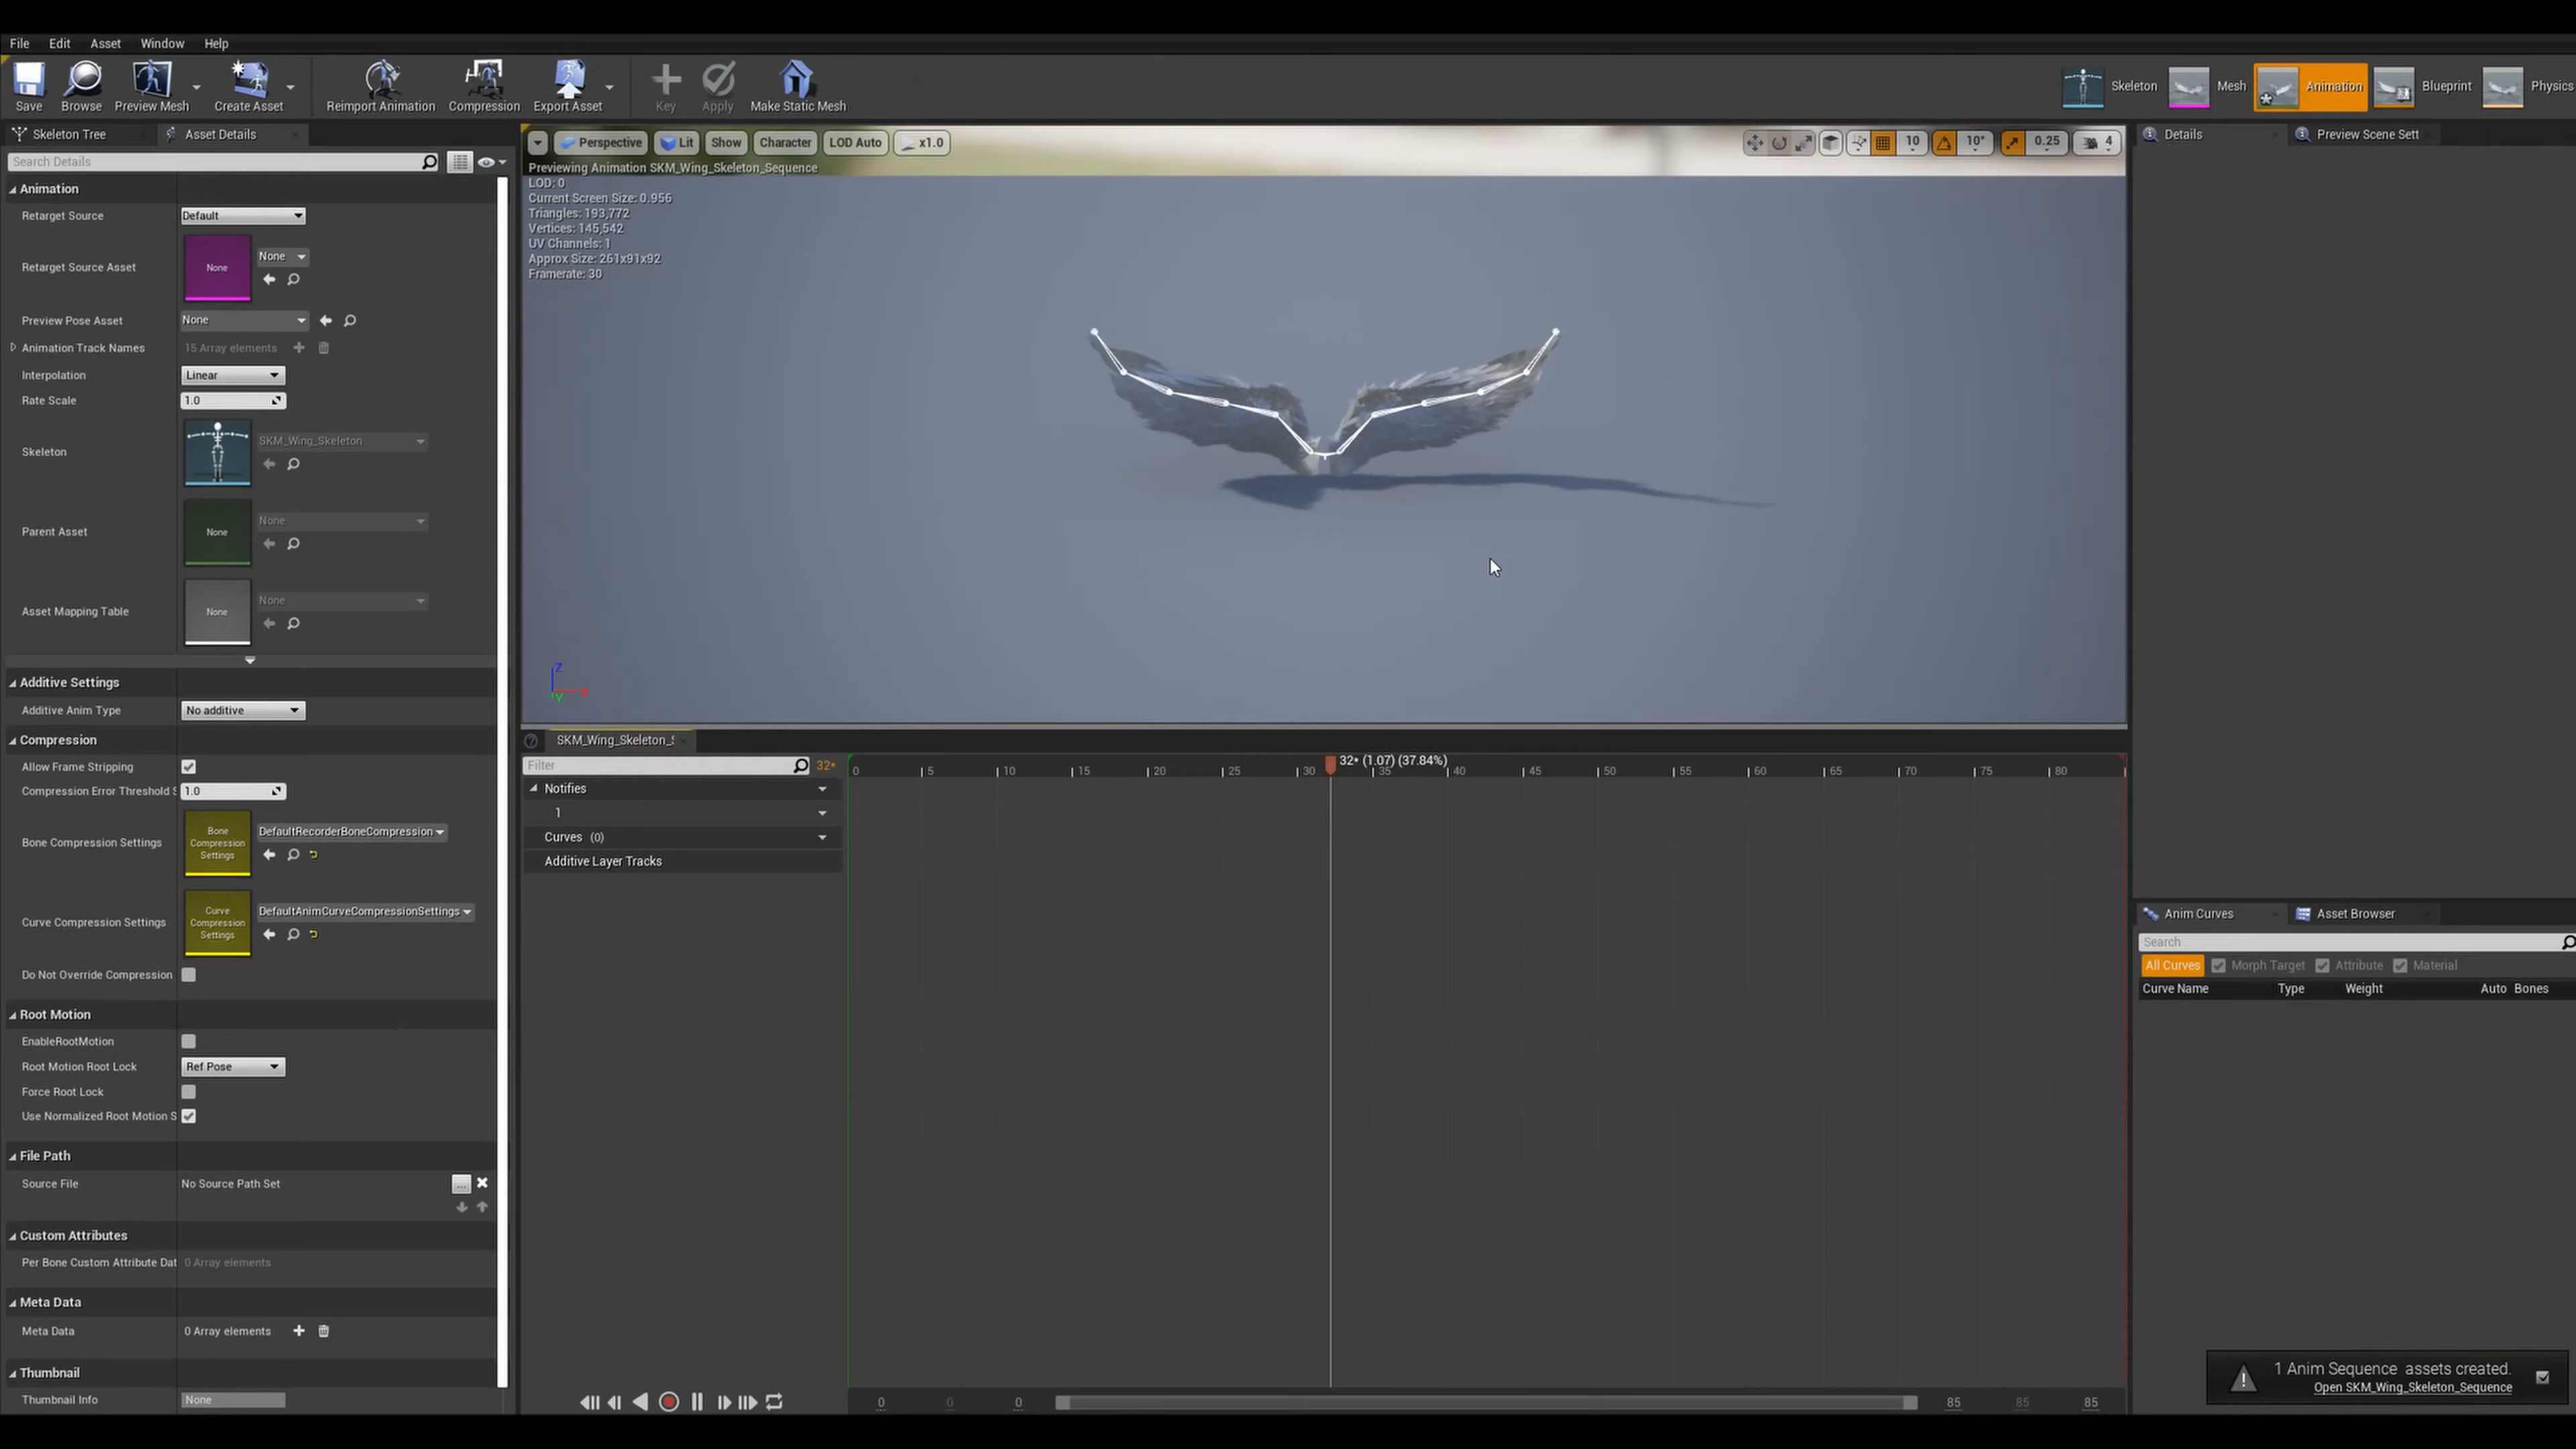 File Edit Asset Window Help
Save Browse Preview Mesh Create Asset Reimport Animation Compression Export Asset Key Apply Make Static Mesh Skeleton Mesh Animation Blueprint Physics
Skeleton Tree Asset Details
Search Details
Animation
Retarget Source Default
Retarget Source Asset None None
Preview Pose Asset None
Animation Track Names 15 Array elements
Interpolation Linear
Rate Scale 1.0
Skeleton SKM_Wing_Skeleton
Parent Asset None None
Asset Mapping Table None None
Additive Settings
Additive Anim Type No additive
Compression
Allow Frame Stripping
Compression Error Threshold S 1.0
Bone Compression Settings Bone Compression Settings DefaultRecorderBoneCompression
Curve Compression Settings Curve Compression Settings DefaultAnimCurveCompressionSettings
Do Not Override Compression
Root Motion
EnableRootMotion
Root Motion Root Lock Ref Pose
Force Root Lock
Use Normalized Root Motion S
File Path
Source File No Source Path Set ...
Custom Attributes
Per Bone Custom Attribute Dat 0 Array elements
Meta Data
Meta Data 0 Array elements
Thumbnail
Thumbnail Info None
Perspective Lit Show Character LOD Auto x1.0 10 10° 0.25 4
Previewing Animation SKM_Wing_Skeleton_Sequence
LOD: 0
Current Screen Size: 0.956
Triangles: 193,772
Vertices: 145,542
UV Channels: 1
Approx Size: 261x91x92
Framerate: 30
Z
X
Y
SKM_Wing_Skeleton_S
Filter 32*
32* (1.07) (37.84%)
0 5 10 15 20 25 30 35 40 45 50 55 60 65 70 75 80
Notifies
1
Curves (0)
Additive Layer Tracks
0 0 0 85 85 85
Details Preview Scene Sett
Anim Curves Asset Browser
Search
All Curves Morph Target Attribute Material
Curve Name Type Weight Auto Bones
1 Anim Sequence assets created.
Open SKM_Wing_Skeleton_Sequence